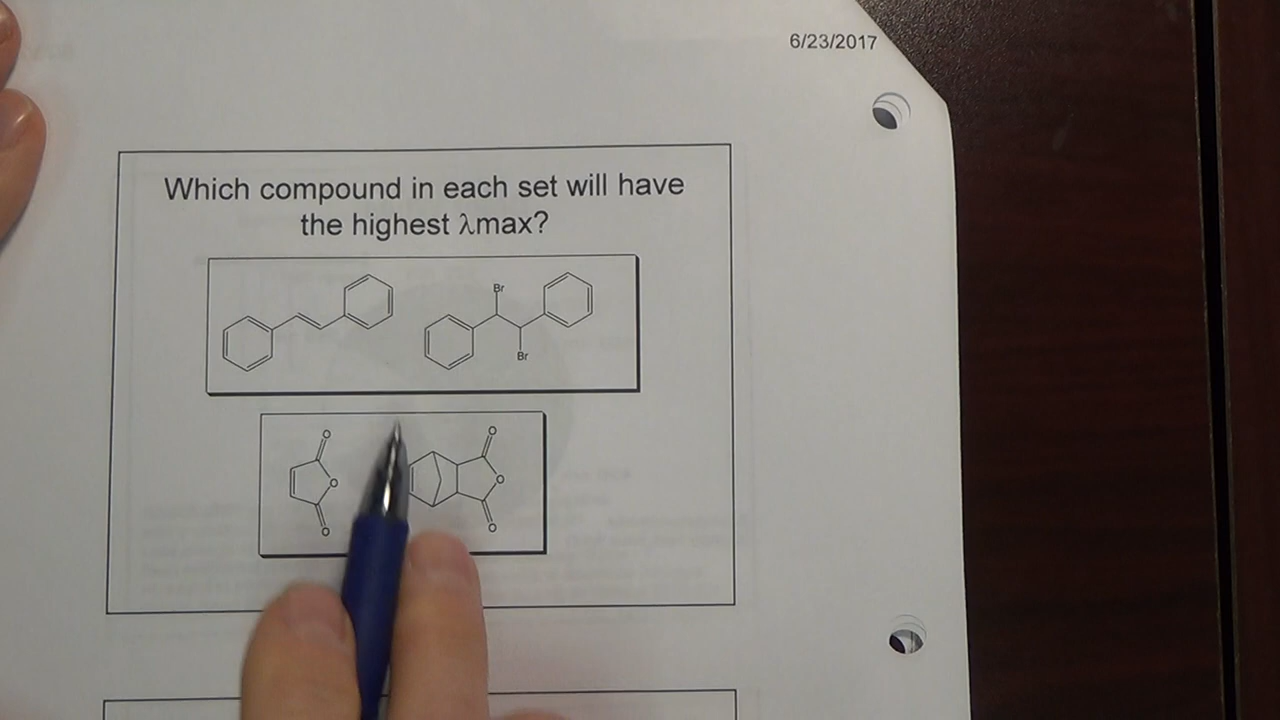 6/23/2017
Which compound in each set will have
the highest λmax?
Br
Br
O
O
O
O
O
O